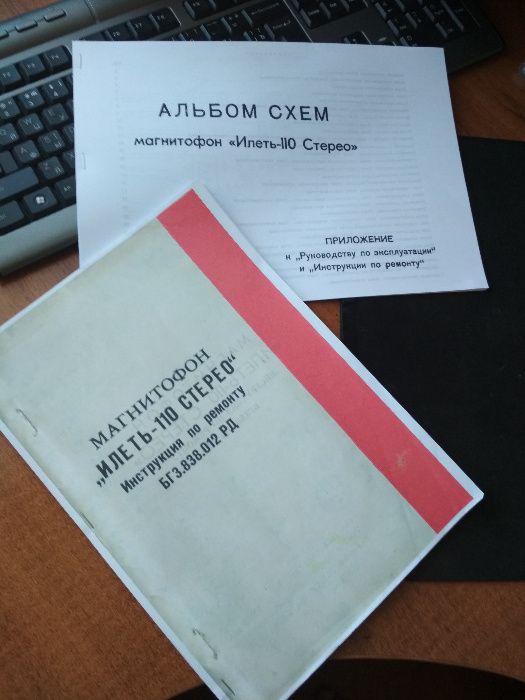 АЛЬБОМ СХЕМ
магнитофон «Илеть-110 Стерео»
ПРИЛОЖЕНИЕ
к „Руководству по эксплуатации"
и „Инструкции по ремонту"
МАГНИТОФОН
„ИЛЕТЬ-110 СТЕРЕО"
Инструкция по ремонту
БГ3.838.012 РД